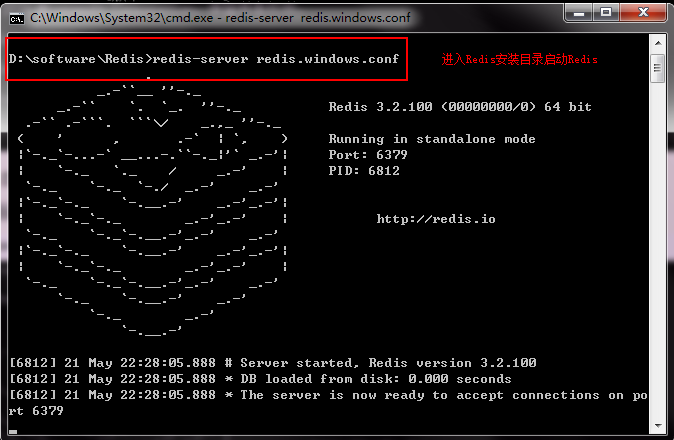 C:\Windows\System32\cmd.exe - redis-server  redis.windows.conf
D:\software\Redis>redis-server redis.windows.conf
进入Redis安装目录启动Redis
Redis 3.2.100 (00000000/0) 64 bit
Running in standalone mode
Port: 6379
PID: 6812
http://redis.io
[6812] 21 May 22:28:05.888 # Server started, Redis version 3.2.100
[6812] 21 May 22:28:05.888 * DB loaded from disk: 0.000 seconds
[6812] 21 May 22:28:05.888 * The server is now ready to accept connections on po
rt 6379